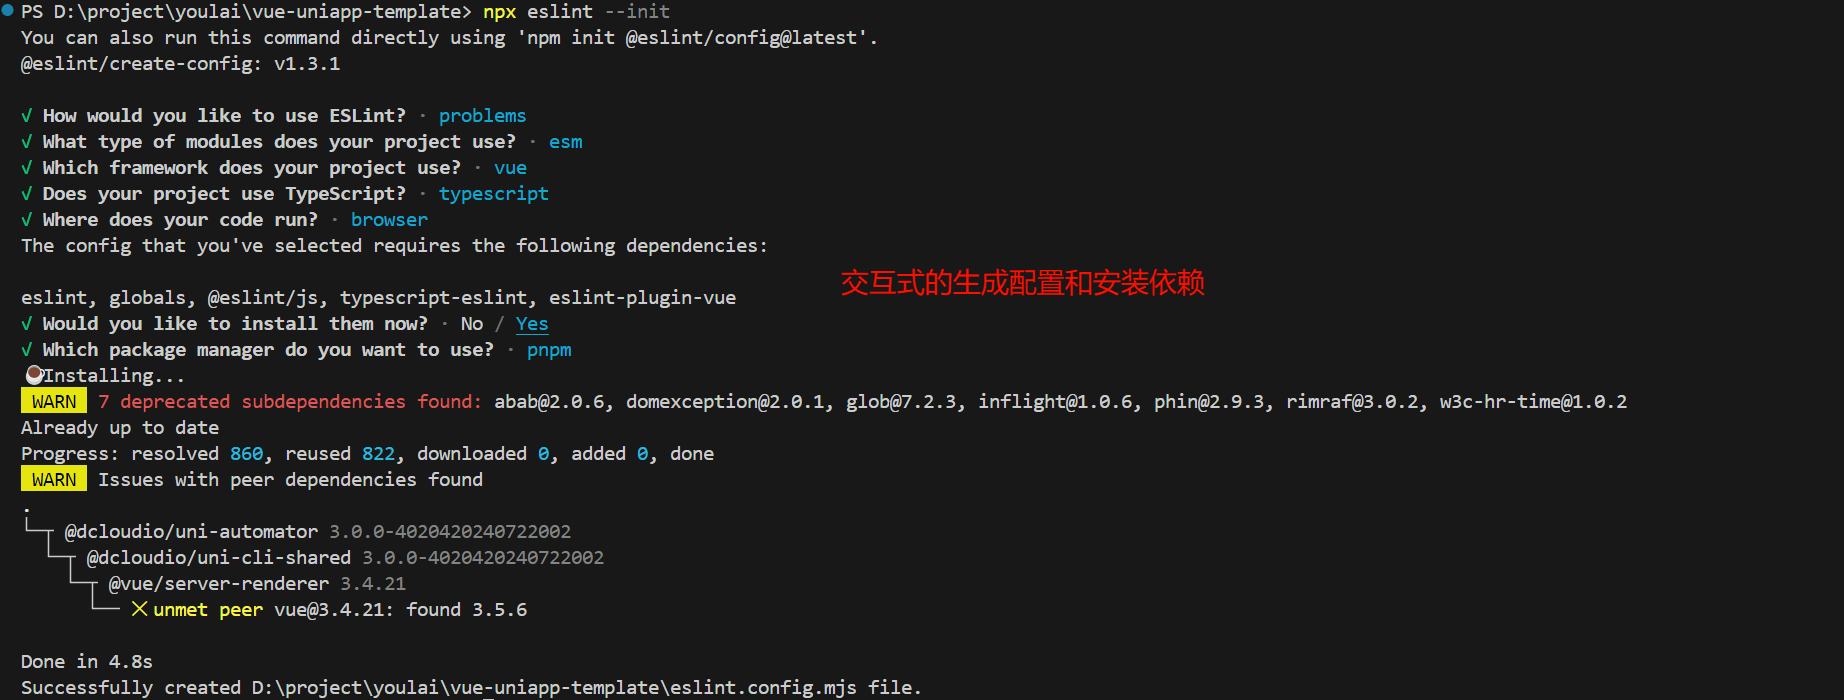 PS D:\project\youlai\vue-uniapp-template> npx eslint --init
You can also run this command directly using 'npm init @eslint/config@latest'.
@eslint/create-config: v1.3.1
√ How would you like to use ESLint? · problems
√ What type of modules does your project use? · esm
√ Which framework does your project use? · vue
√ Does your project use TypeScript? · typescript
√ Where does your code run? · browser
The config that you've selected requires the following dependencies:
交互式的生成配置和安装依赖
eslint, globals, @eslint/js, typescript-eslint, eslint-plugin-vue
√ Would you like to install them now? · No / Yes
√ Which package manager do you want to use? · pnpm
☕Installing...
WARN 7 deprecated subdependencies found: abab@2.0.6, domexception@2.0.1, glob@7.2.3, inflight@1.0.6, phin@2.9.3, rimraf@3.0.2, w3c-hr-time@1.0.2
Already up to date
Progress: resolved 860, reused 822, downloaded 0, added 0, done
WARN Issues with peer dependencies found
.
└─┬ @dcloudio/uni-automator 3.0.0-4020420240722002
└─┬ @dcloudio/uni-cli-shared 3.0.0-4020420240722002
└─┬ @vue/server-renderer 3.4.21
└── ✕ unmet peer vue@3.4.21: found 3.5.6
Done in 4.8s
Successfully created D:\project\youlai\vue-uniapp-template\eslint.config.mjs file.